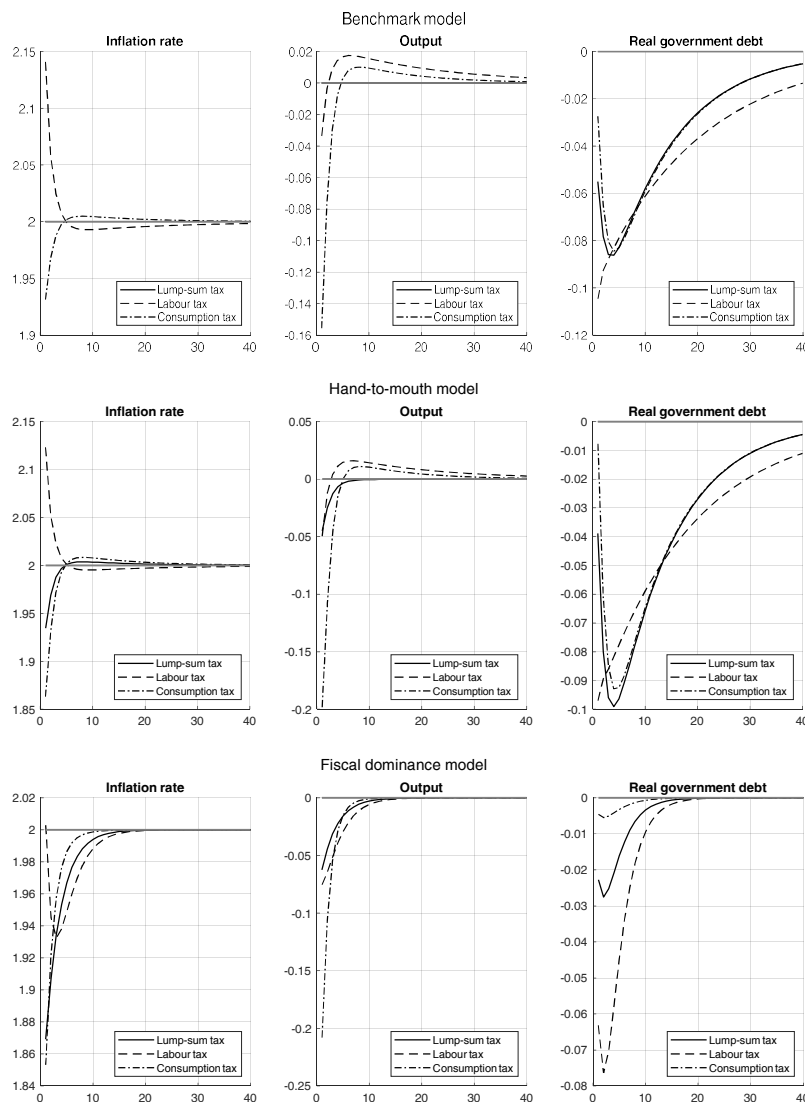 Benchmark model
Inflation rate
2.15
2.1
2.05
2
1.95
1.9
0 10 20 30 40
Lump-sum tax
Labour tax
Consumption tax
Output
0.02
0
-0.02
-0.04
-0.06
-0.08
-0.1
-0.12
-0.14
-0.16
0 10 20 30 40
Lump-sum tax
Labour tax
Consumption tax
Real government debt
0
-0.02
-0.04
-0.06
-0.08
-0.1
-0.12
0 10 20 30 40
Lump-sum tax
Labour tax
Consumption tax
Hand-to-mouth model
Inflation rate
2.15
2.1
2.05
2
1.95
1.9
1.85
0 10 20 30 40
Lump-sum tax
Labour tax
Consumption tax
Output
0.05
0
-0.05
-0.1
-0.15
-0.2
0 10 20 30 40
Lump-sum tax
Labour tax
Consumption tax
Real government debt
0
-0.01
-0.02
-0.03
-0.04
-0.05
-0.06
-0.07
-0.08
-0.09
-0.1
0 10 20 30 40
Lump-sum tax
Labour tax
Consumption tax
Fiscal dominance model
Inflation rate
2.02
2
1.98
1.96
1.94
1.92
1.9
1.88
1.86
1.84
0 10 20 30 40
Lump-sum tax
Labour tax
Consumption tax
Output
0
-0.05
-0.1
-0.15
-0.2
-0.25
0 10 20 30 40
Lump-sum tax
Labour tax
Consumption tax
Real government debt
0
-0.01
-0.02
-0.03
-0.04
-0.05
-0.06
-0.07
-0.08
0 10 20 30 40
Lump-sum tax
Labour tax
Consumption tax